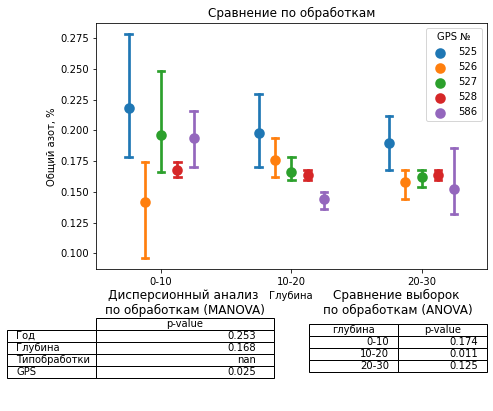 Сравнение по обработкам
GPS №
525
526
527
528
586
Общий азот, %
0.275
0.250
0.225
0.200
0.175
0.150
0.125
0.100
0-10
10-20
20-30
Глубина
Дисперсионный анализ
по обработкам (MANOVA)
p-value
Год 0.253
Глубина 0.168
Типобработки nan
GPS 0.025
Сравнение выборок
по обработкам (ANOVA)
глубина p-value
0-10 0.174
10-20 0.011
20-30 0.125